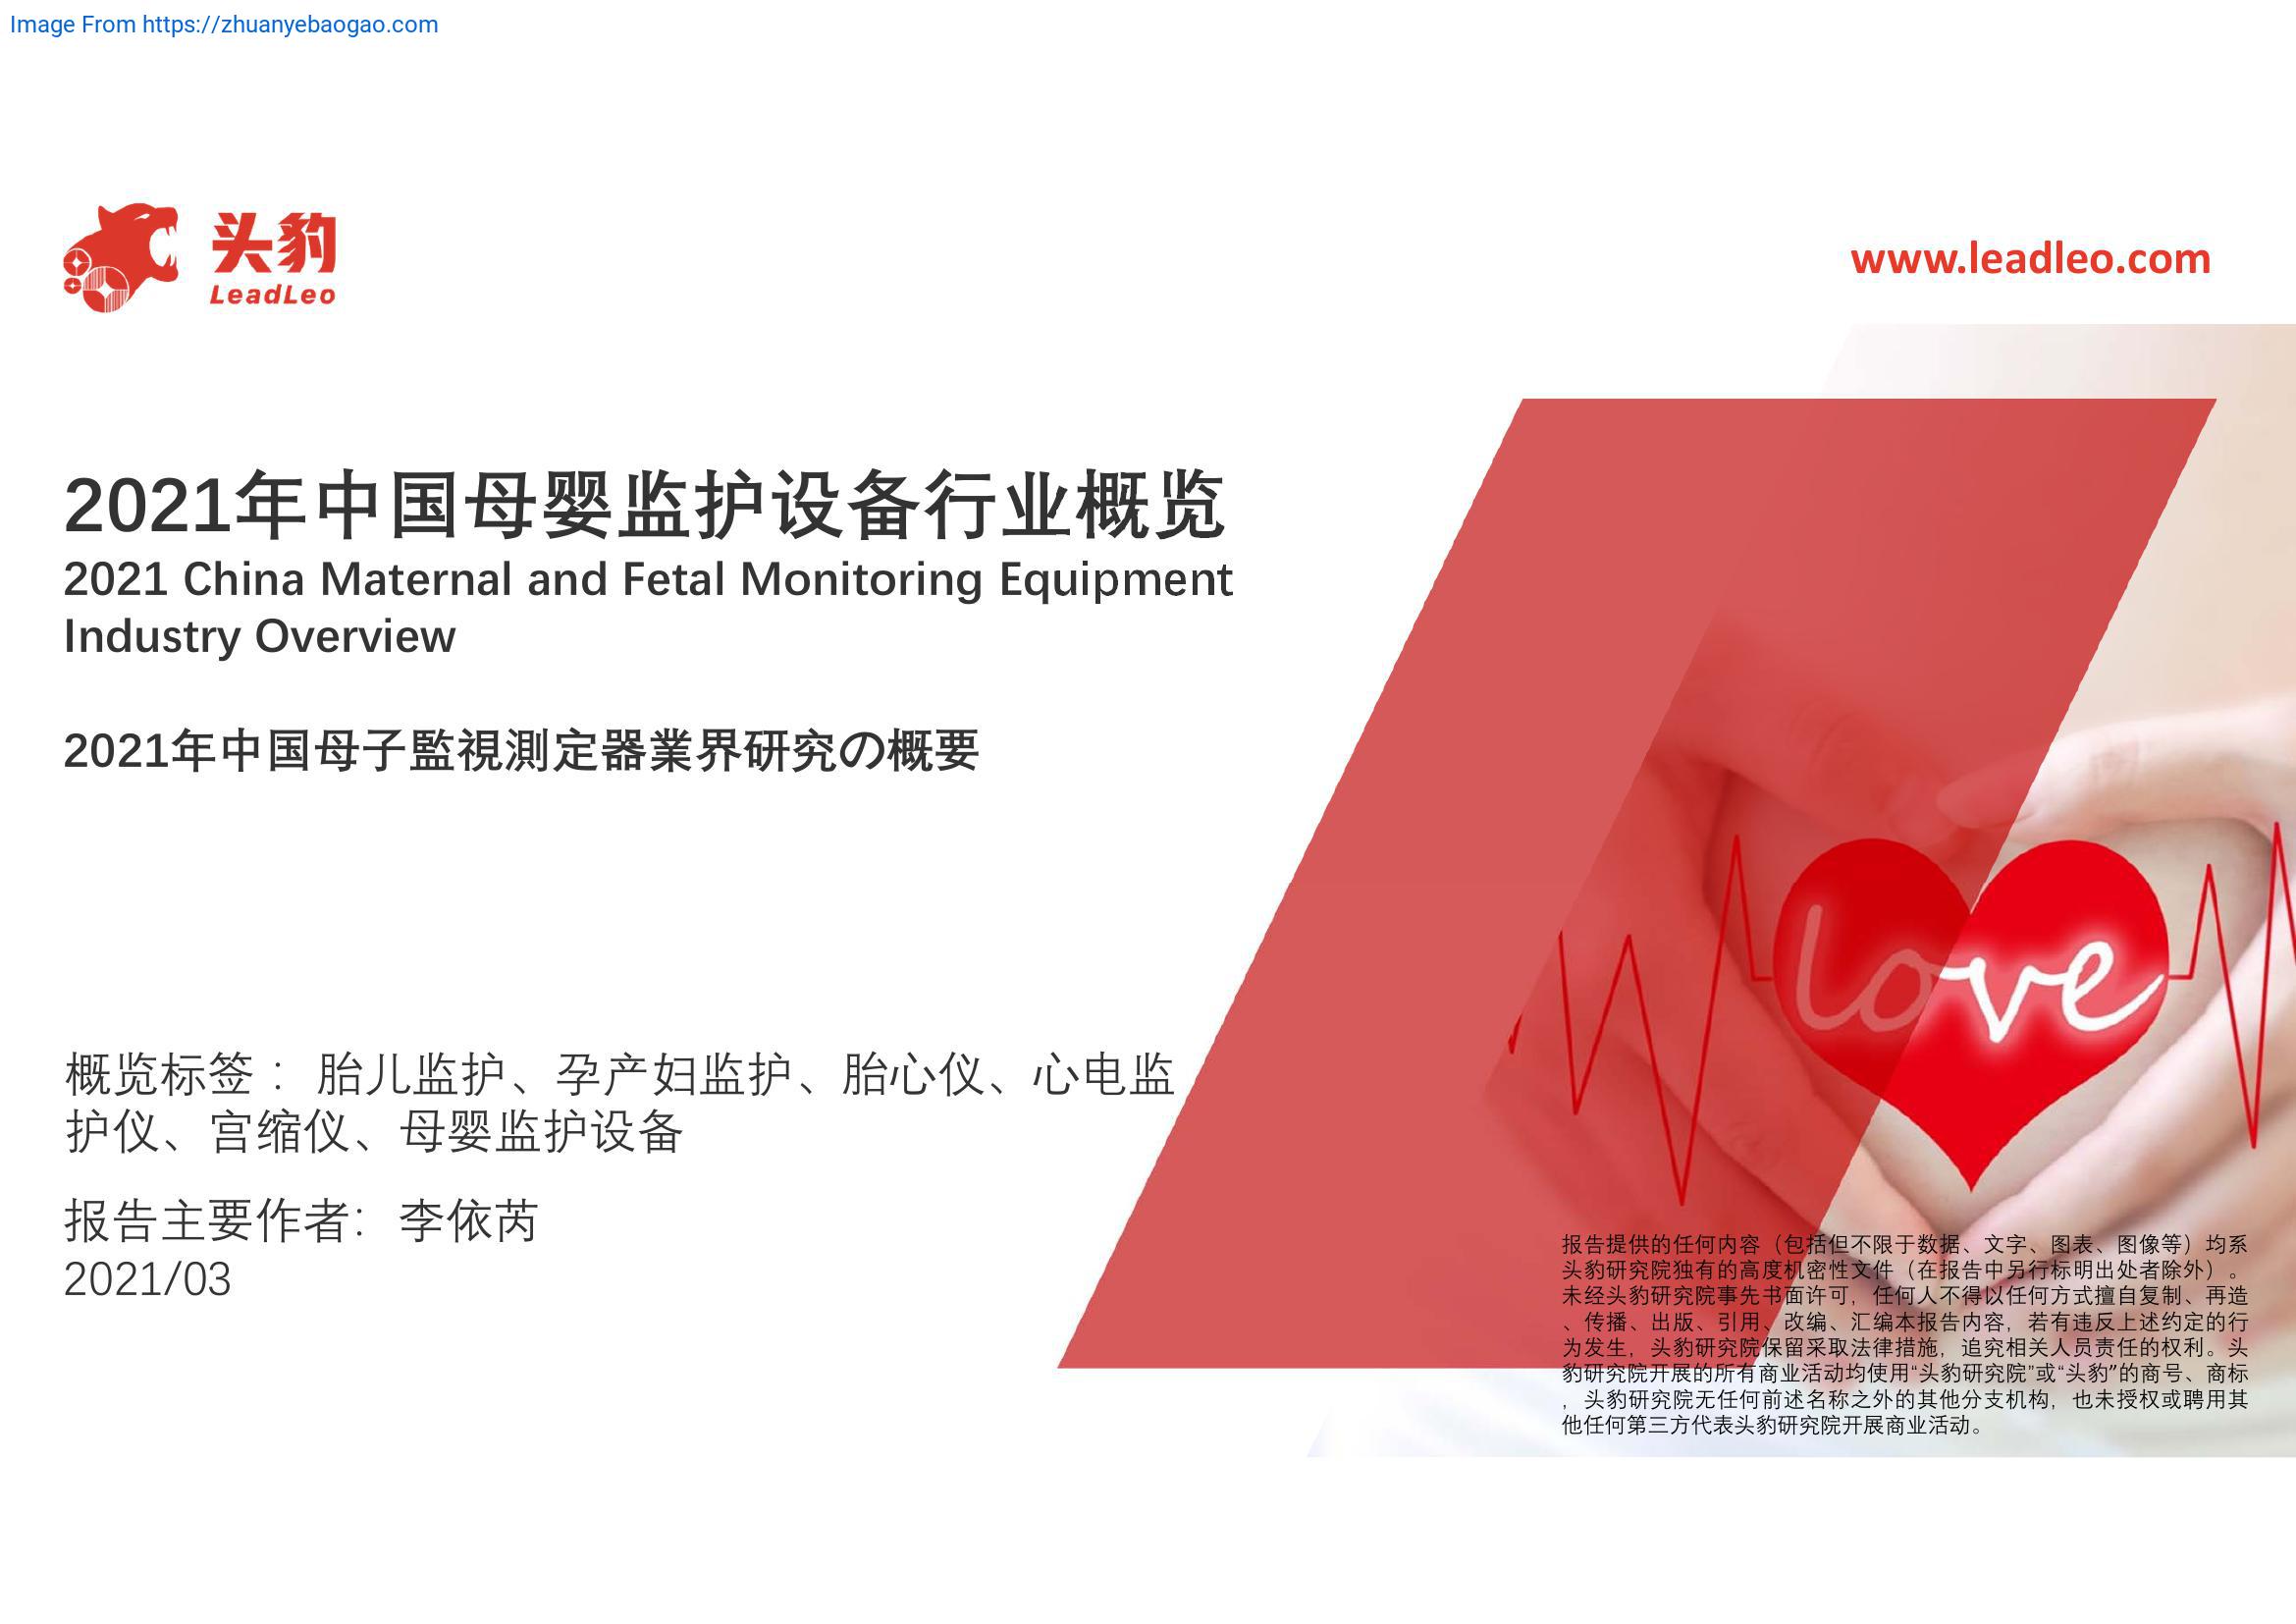 Image From https://zhuanyebaogao.com
头豹
LeadLeo
www.leadleo.com
2021年中国母婴监护设备行业概览
2021 China Maternal and Fetal Monitoring Equipment
Industry Overview
2021年中国母子監視測定器業界研究の概要
love
概览标签： 胎儿监护、孕产妇监护、胎心仪、心电监
护仪、宫缩仪、母婴监护设备
报告主要作者：李依芮
2021/03
报告提供的任何内容（包括但不限于数据、文字、图表、图像等）均系
头豹研究院独有的高度机密性文件（在报告中另行标明出处者除外）。
未经头豹研究院事先书面许可，任何人不得以任何方式擅自复制、再造
、传播、出版、引用、改编、汇编本报告内容，若有违反上述约定的行
为发生，头豹研究院保留采取法律措施，追究相关人员责任的权利。头
豹研究院开展的所有商业活动均使用“头豹研究院”或“头豹”的商号、商标
，头豹研究院无任何前述名称之外的其他分支机构，也未授权或聘用其
他任何第三方代表头豹研究院开展商业活动。